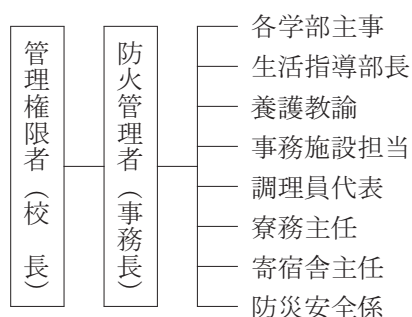 管理権限者（校　長）
防火管理者（事務長）
各学部主事
生活指導部長
養護教諭
事務施設担当
調理員代表
寮務主任
寄宿舎主任
防災安全係